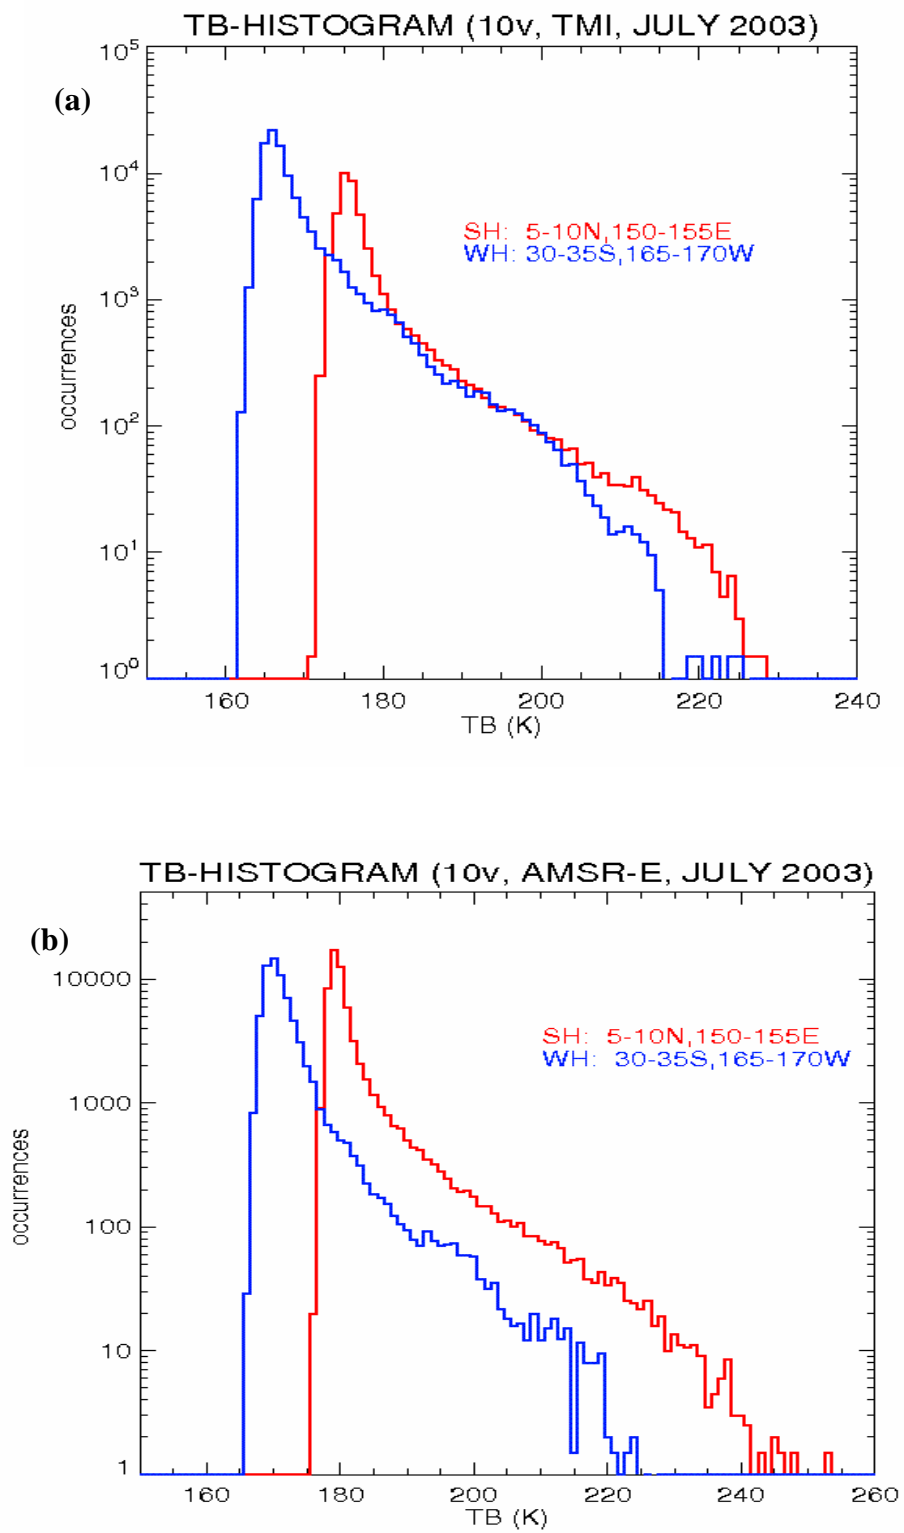 TB-HISTOGRAM (10v, TMI, JULY 2003)
(a)
10^5
10^4
10^3
10^2
10^1
10^0
occurrences
SH: 5-10N,150-155E
WH: 30-35S,165-170W
160 180 200 220 240
TB (K)
TB-HISTOGRAM (10v, AMSR-E, JULY 2003)
(b)
10000
1000
100
10
1
occurrences
SH: 5-10N,150-155E
WH: 30-35S,165-170W
160 180 200 220 240 260
TB (K)